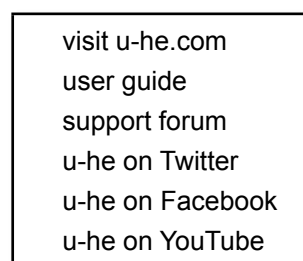 visit u-he.com
user guide
support forum
u-he on Twitter
u-he on Facebook
u-he on YouTube